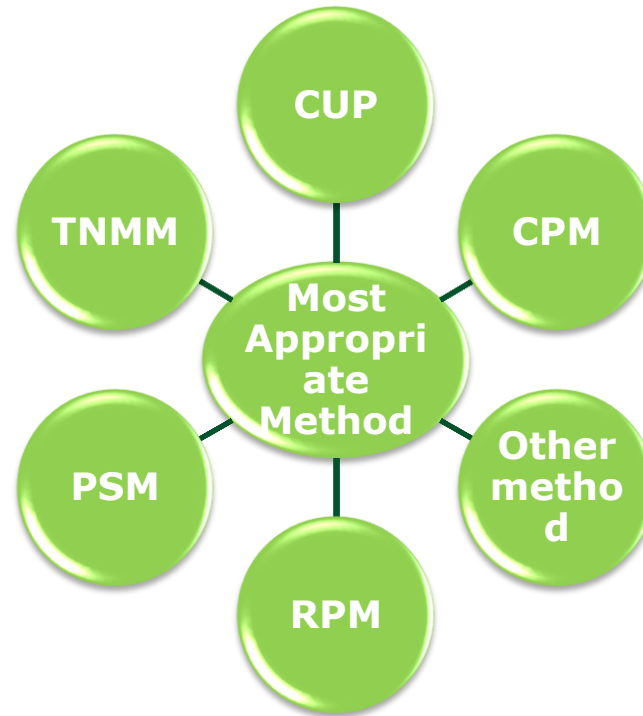 CUP
TNMM
CPM
Most
Appropri
ate
Method
PSM
Other
metho
d
RPM